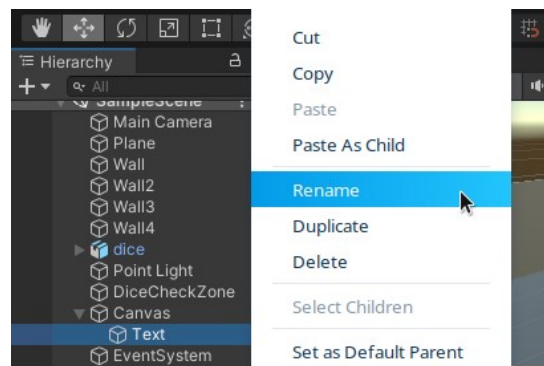 Hierarchy
All
SampleScene
Main Camera
Plane
Wall
Wall2
Wall3
Wall4
dice
Point Light
DiceCheckZone
Canvas
Text
EventSystem
Cut
Copy
Paste
Paste As Child
Rename
Duplicate
Delete
Select Children
Set as Default Parent